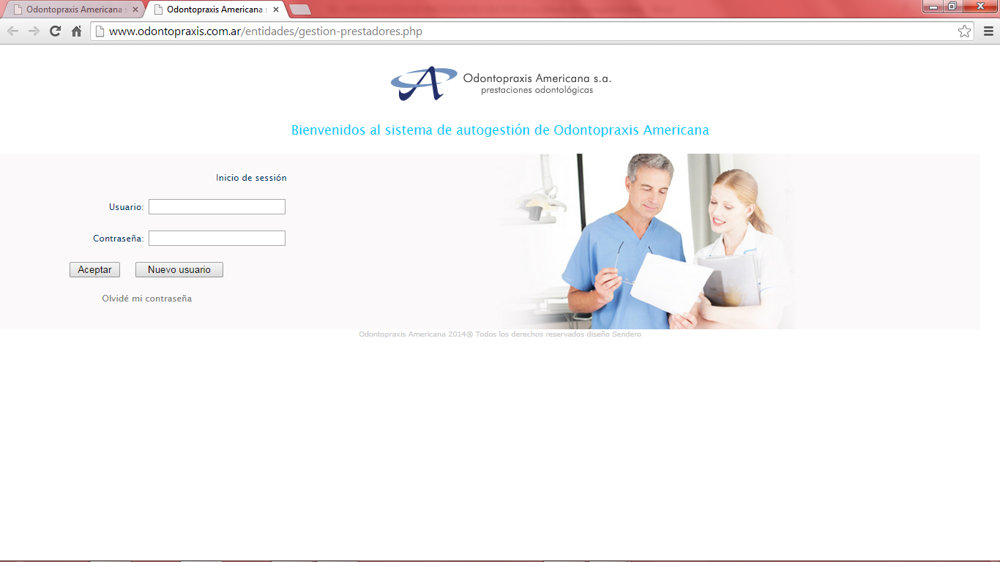 Odontopraxis Americana s
Odontopraxis Americana s
www.odontopraxis.com.ar/entidades/gestion-prestadores.php
Odontopraxis Americana s.a.
prestaciones odontológicas
Bienvenidos al sistema de autogestión de Odontopraxis Americana
Inicio de sessión
Usuario:
Contraseña:
Aceptar Nuevo usuario
Olvidé mi contraseña
Odontopraxis Americana 2014® Todos los derechos reservados diseño Sendero